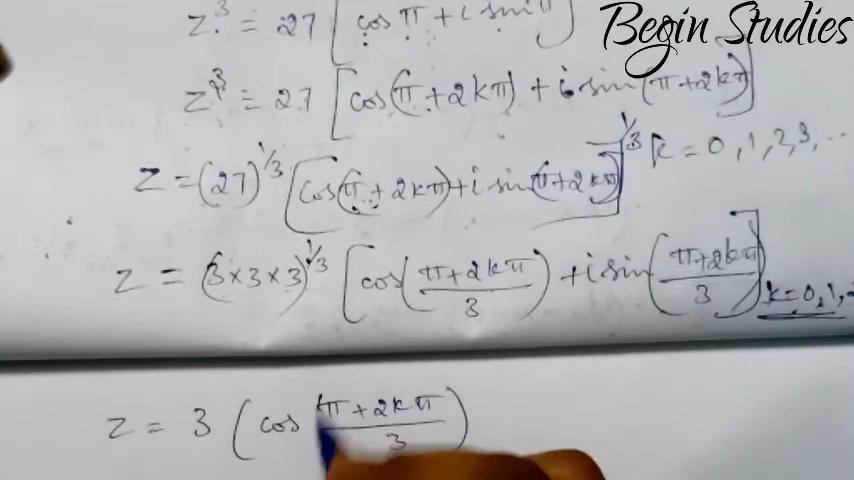 Begin Studies
z³ = 27 [cos π + i sin π]
z³ = 27 [cos(π + 2kπ) + i sin(π + 2kπ)]
z = (27)^1/3 [cos(π + 2kπ) + i sin(π + 2kπ)]^1/3 k = 0, 1, 2, 3, ...
z = (3×3×3)^1/3 [cos(π+2kπ/3) + i sin(π+2kπ/3)] k = 0, 1,
z = 3 (cos π+2kπ/3)